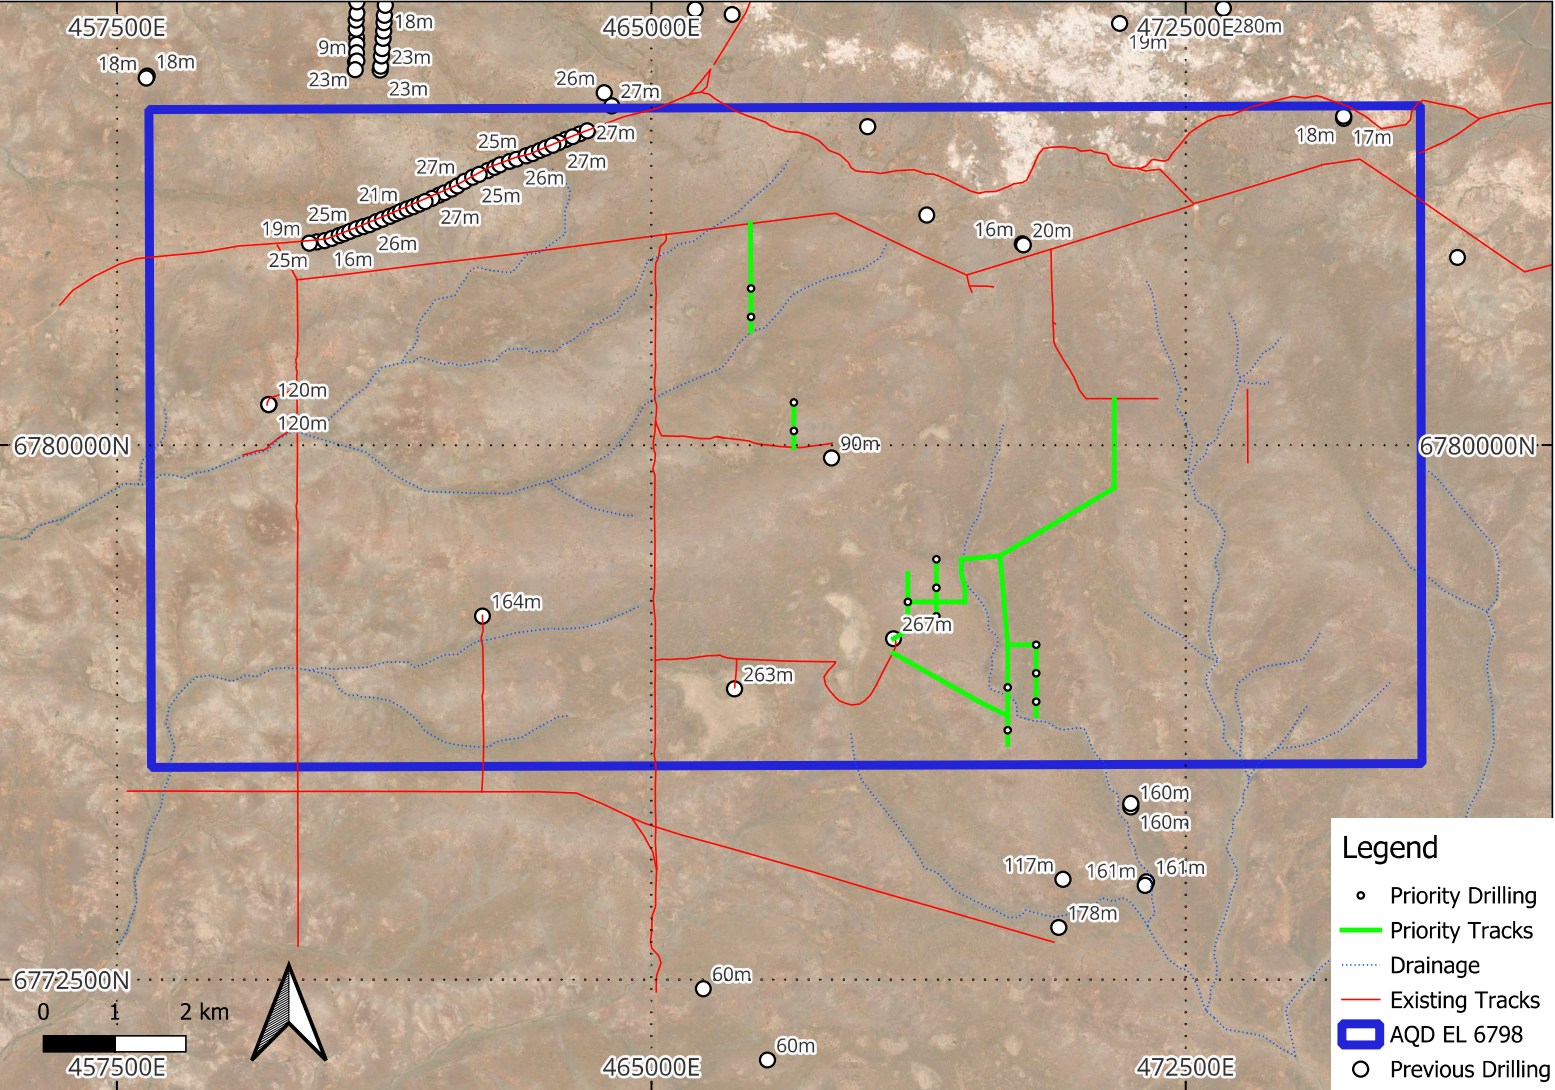 457500E
465000E
472500E
280m
19m
18m
9m
23m
23m
23m
18m
18m
26m
27m
27m
25m
27m
27m
26m
25m
21m
27m
25m
19m
26m
16m
25m
18m
17m
16m
20m
120m
120m
6780000N
90m
6780000N
164m
267m
263m
160m
160m
117m
161m
161m
178m
6772500N
60m
60m
0 1 2 km
457500E
465000E
472500E
Legend
Priority Drilling
Priority Tracks
Drainage
Existing Tracks
AQD EL 6798
Previous Drilling